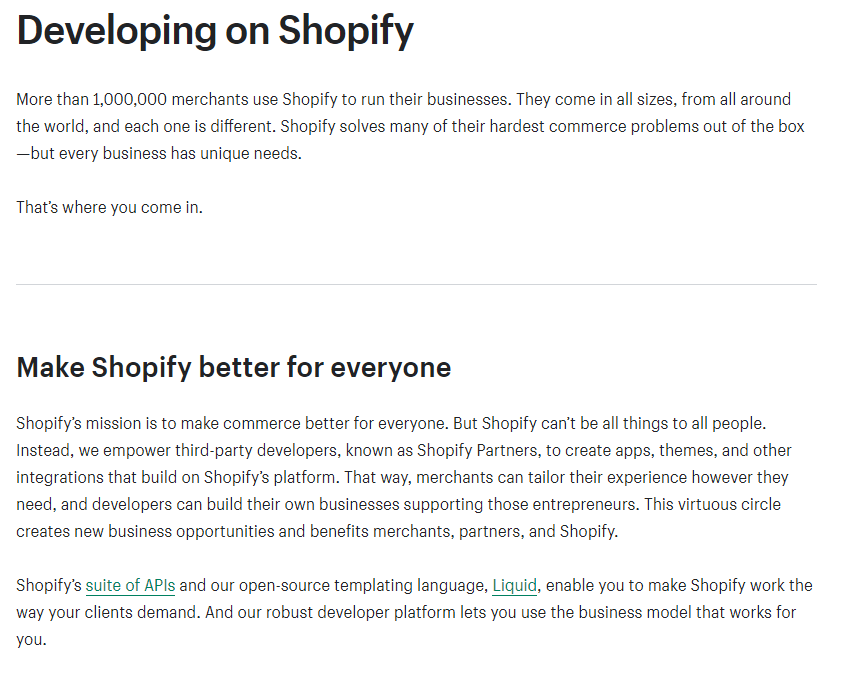 Developing on Shopify
More than 1,000,000 merchants use Shopify to run their businesses. They come in all sizes, from all around
the world, and each one is different. Shopify solves many of their hardest commerce problems out of the box
—but every business has unique needs.
That’s where you come in.
Make Shopify better for everyone
Shopify’s mission is to make commerce better for everyone. But Shopify can’t be all things to all people.
Instead, we empower third-party developers, known as Shopify Partners, to create apps, themes, and other
integrations that build on Shopify’s platform. That way, merchants can tailor their experience however they
need, and developers can build their own businesses supporting those entrepreneurs. This virtuous circle
creates new business opportunities and benefits merchants, partners, and Shopify.
Shopify’s suite of APIs and our open-source templating language, Liquid, enable you to make Shopify work the
way your clients demand. And our robust developer platform lets you use the business model that works for
you.